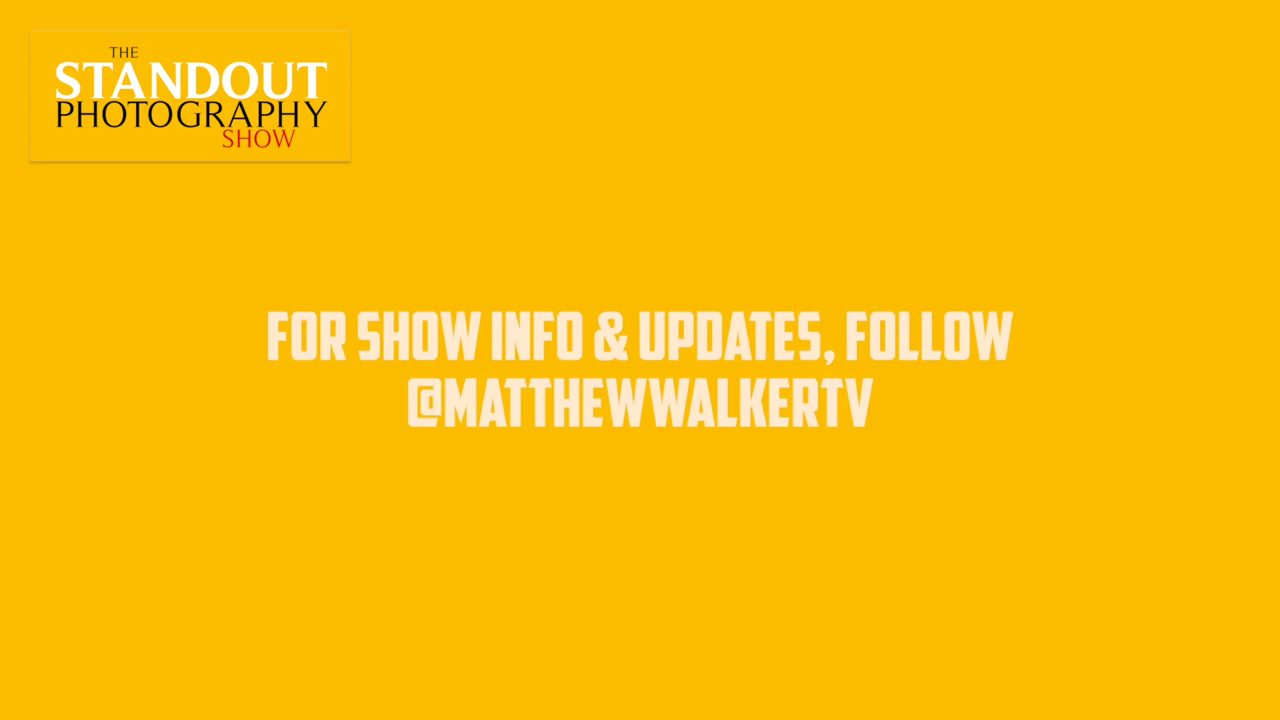 THE
STANDOUT
PHOTOGRAPHY
SHOW
FOR SHOW INFO & UPDATES, FOLLOW
@MATTHEWWALKERTV